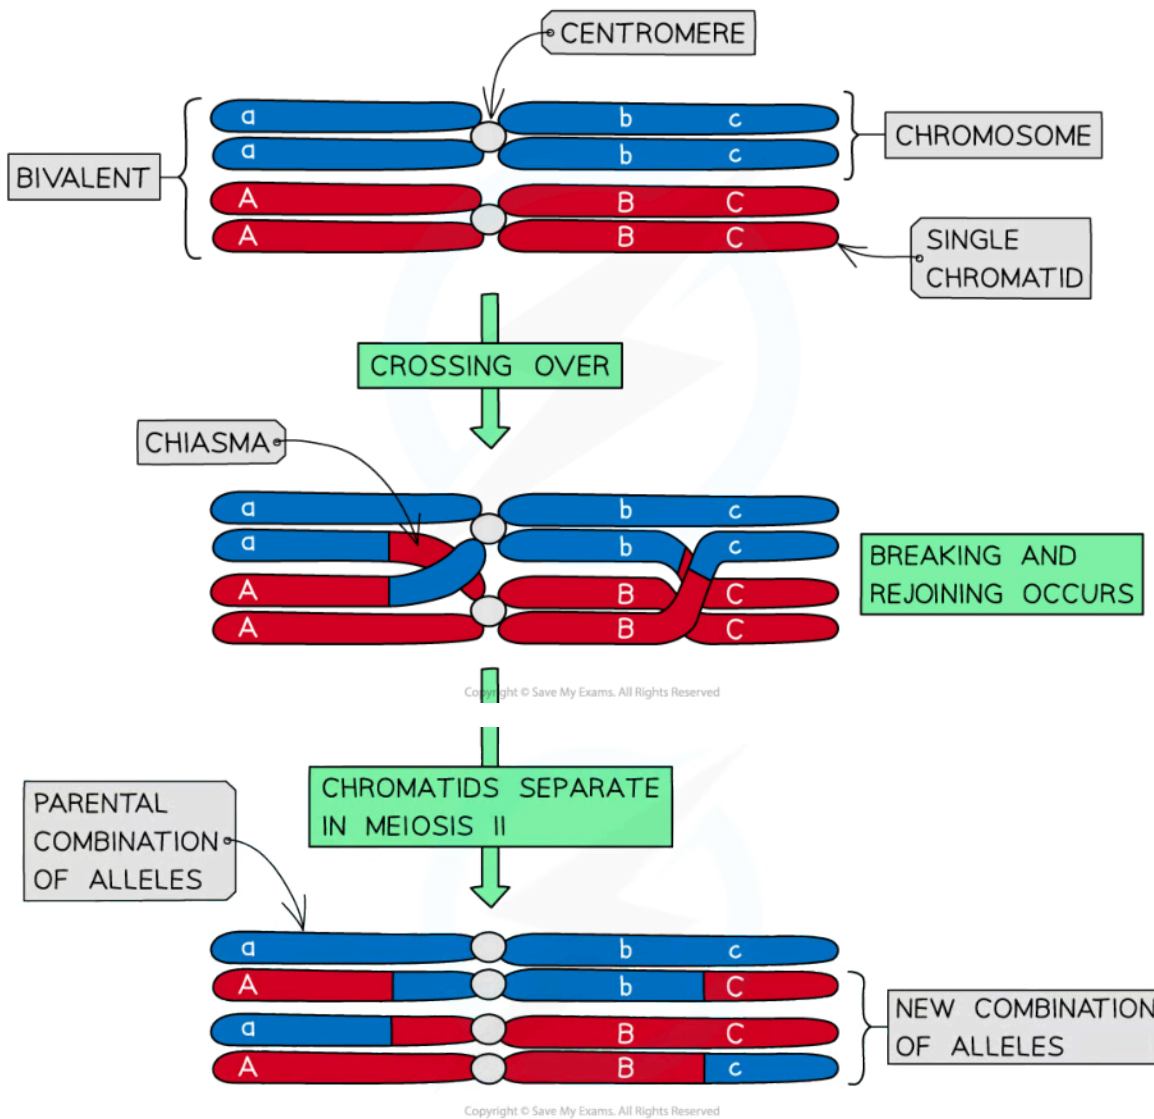 CENTROMERE
a b c
CHROMOSOME
a b c
BIVALENT
A B C
A B C
SINGLE
CHROMATID
CROSSING OVER
CHIASMA
a b c
a b c
BREAKING AND
REJOINING OCCURS
A B C
A B C
Copyright © Save My Exams. All Rights Reserved
CHROMATIDS SEPARATE
IN MEIOSIS II
PARENTAL
COMBINATION
OF ALLELES
a b c
A b C
NEW COMBINATION
OF ALLELES
a B C
A B c
Copyright © Save My Exams. All Rights Reserved